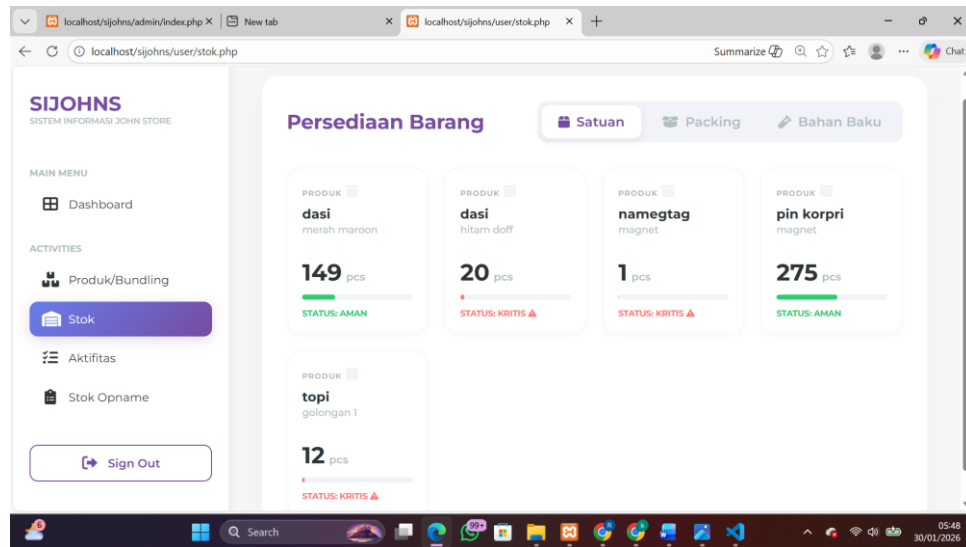 localhost/sijohns/admin/index.php
New tab
localhost/sijohns/user/stok.php
localhost/sijohns/user/stok.php
Summarize
Chat
SIJOHNS
SISTEM INFORMASI JOHN STORE
MAIN MENU
Dashboard
ACTIVITIES
Produk/Bundling
Stok
Aktifitas
Stok Opname
Sign Out
Persediaan Barang
Satuan
Packing
Bahan Baku
PRODUK
dasi
merah maroon
149 pcs
STATUS: AMAN
PRODUK
dasi
hitam doff
20 pcs
STATUS: KRITIS
PRODUK
namegtag
magnet
1 pcs
STATUS: KRITIS
PRODUK
pin korpri
magnet
275 pcs
STATUS: AMAN
PRODUK
topi
golongan 1
12 pcs
STATUS: KRITIS
6
Search
99+
05:48
30/01/2026